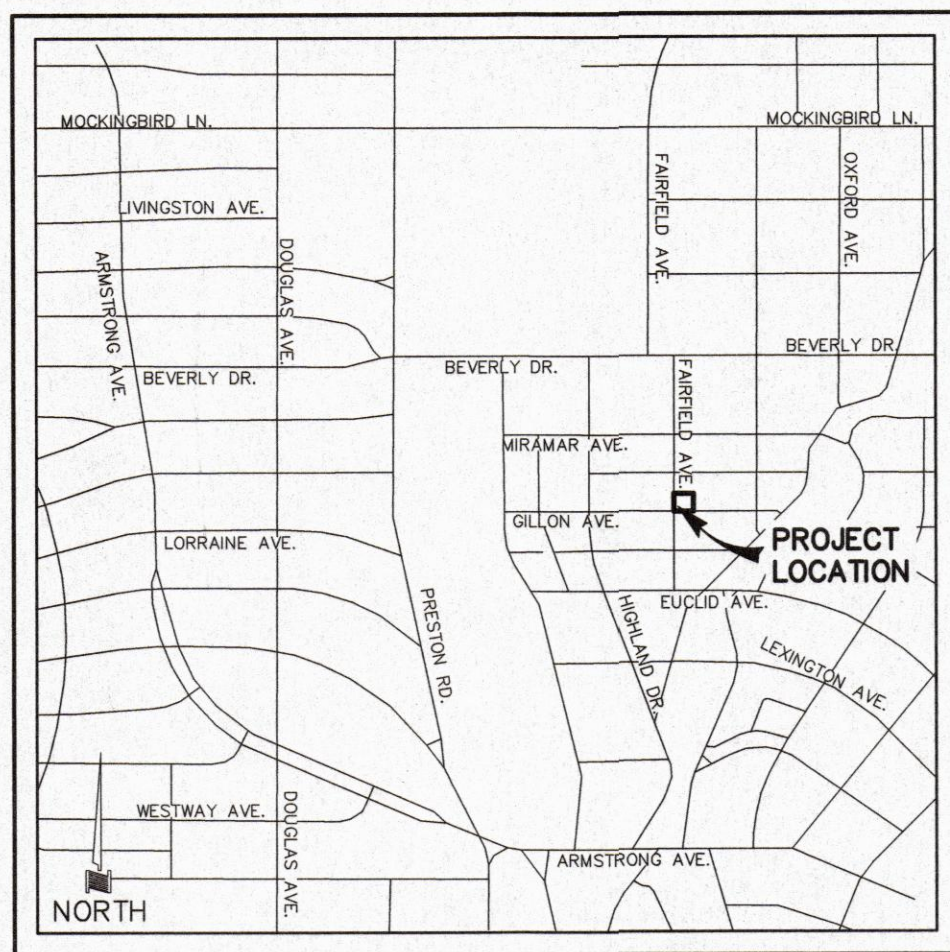 MOCKINGBIRD LN.
MOCKINGBIRD LN.
FAIRFIELD AVE.
OXFORD AVE.
LIVINGSTON AVE.
DOUGLAS AVE.
ARMSTRONG AVE.
BEVERLY DR.
BEVERLY DR.
BEVERLY DR.
FAIRFIELD AVE.
MIRAMAR AVE.
GILLON AVE.
LORRAINE AVE.
PROJECT
LOCATION
EUCLID AVE.
PRESTON RD.
HIGHLAND DR.
LEXINGTON AVE.
WESTWAY AVE.
DOUGLAS AVE.
ARMSTRONG AVE.
NORTH